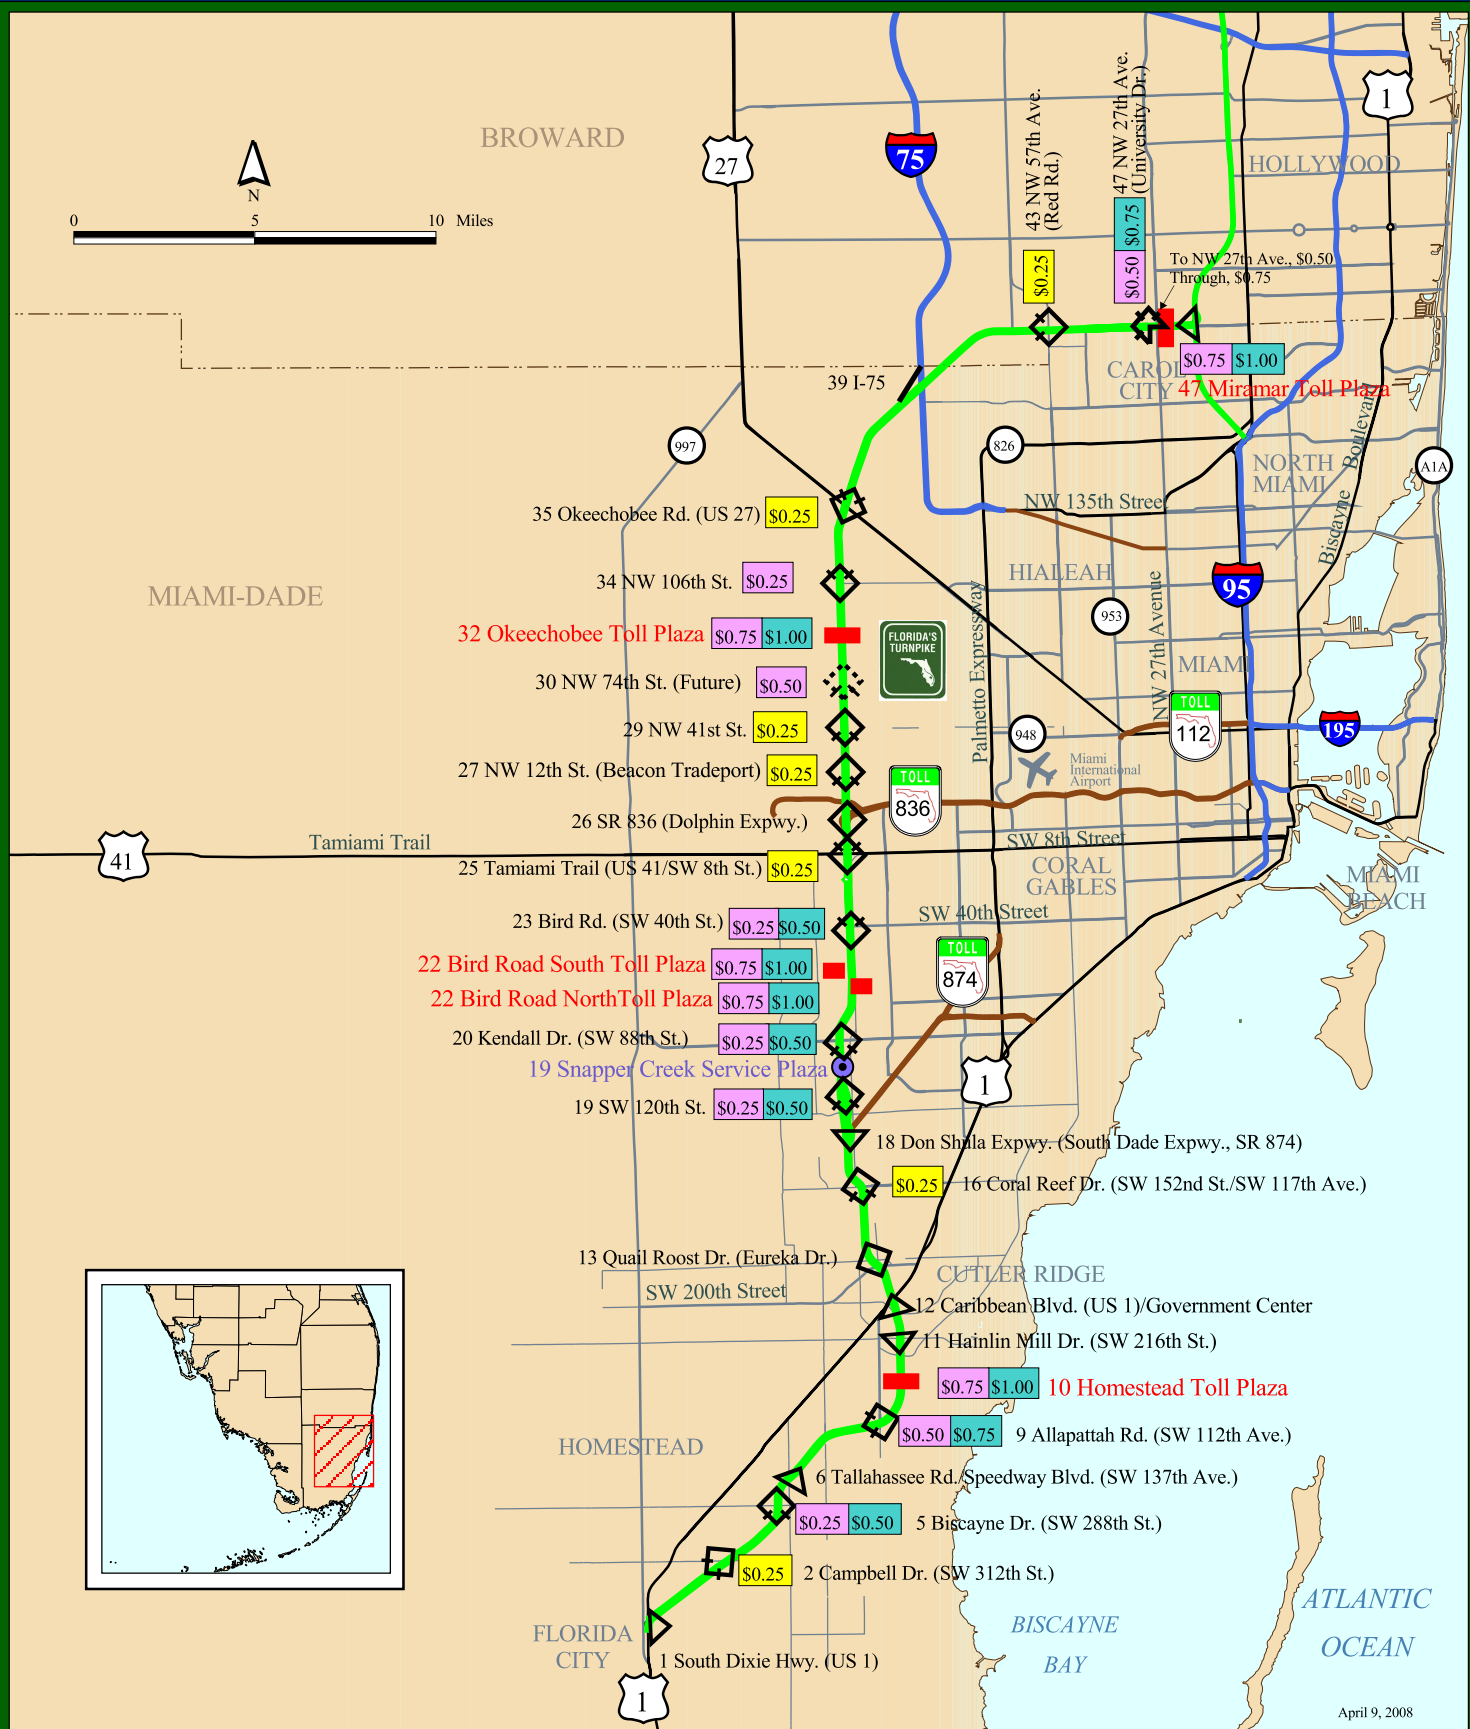 BROWARD
N
0 5 10 Miles
27
75
1
43 NW 57th Ave.
(Red Rd.)
47 NW 27th Ave.
(University Dr.)
HOLLYWOOD
$0.25
$0.50 $0.75
To NW 27th Ave., $0.50
Through, $0.75
$0.75 $1.00
CAROL
CITY
47 Miramar Toll Plaza
39 I-75
997
826
A1A
NORTH
MIAMI
Biscayne Boulevard
NW 135th Street
35 Okeechobee Rd. (US 27) $0.25
34 NW 106th St. $0.25
HIALEAH
95
953
MIAMI-DADE
32 Okeechobee Toll Plaza $0.75 $1.00
FLORIDA'S
TURNPIKE
Palmetto Expressway
NW 27th Avenue
MIAMI
30 NW 74th St. (Future) $0.50
29 NW 41st St. $0.25
948
TOLL
112
195
27 NW 12th St. (Beacon Tradeport) $0.25
Miami
International
Airport
TOLL
836
26 SR 836 (Dolphin Expwy.)
41
Tamiami Trail
SW 8th Street
25 Tamiami Trail (US 41/SW 8th St.) $0.25
CORAL
GABLES
MIAMI
BEACH
23 Bird Rd. (SW 40th St.) $0.25 $0.50
SW 40th Street
22 Bird Road South Toll Plaza $0.75 $1.00
TOLL
874
22 Bird Road NorthToll Plaza $0.75 $1.00
20 Kendall Dr. (SW 88th St.) $0.25 $0.50
19 Snapper Creek Service Plaza
1
19 SW 120th St. $0.25 $0.50
18 Don Shula Expwy. (South Dade Expwy., SR 874)
$0.25 16 Coral Reef Dr. (SW 152nd St./SW 117th Ave.)
13 Quail Roost Dr. (Eureka Dr.)
CUTLER RIDGE
SW 200th Street
12 Caribbean Blvd. (US 1)/Government Center
11 Hainlin Mill Dr. (SW 216th St.)
$0.75 $1.00 10 Homestead Toll Plaza
$0.50 $0.75 9 Allapattah Rd. (SW 112th Ave.)
HOMESTEAD
6 Tallahassee Rd./Speedway Blvd. (SW 137th Ave.)
$0.25 $0.50 5 Biscayne Dr. (SW 288th St.)
$0.25 2 Campbell Dr. (SW 312th St.)
FLORIDA
CITY
1 South Dixie Hwy. (US 1)
1
BISCAYNE
BAY
ATLANTIC
OCEAN
April 9, 2008